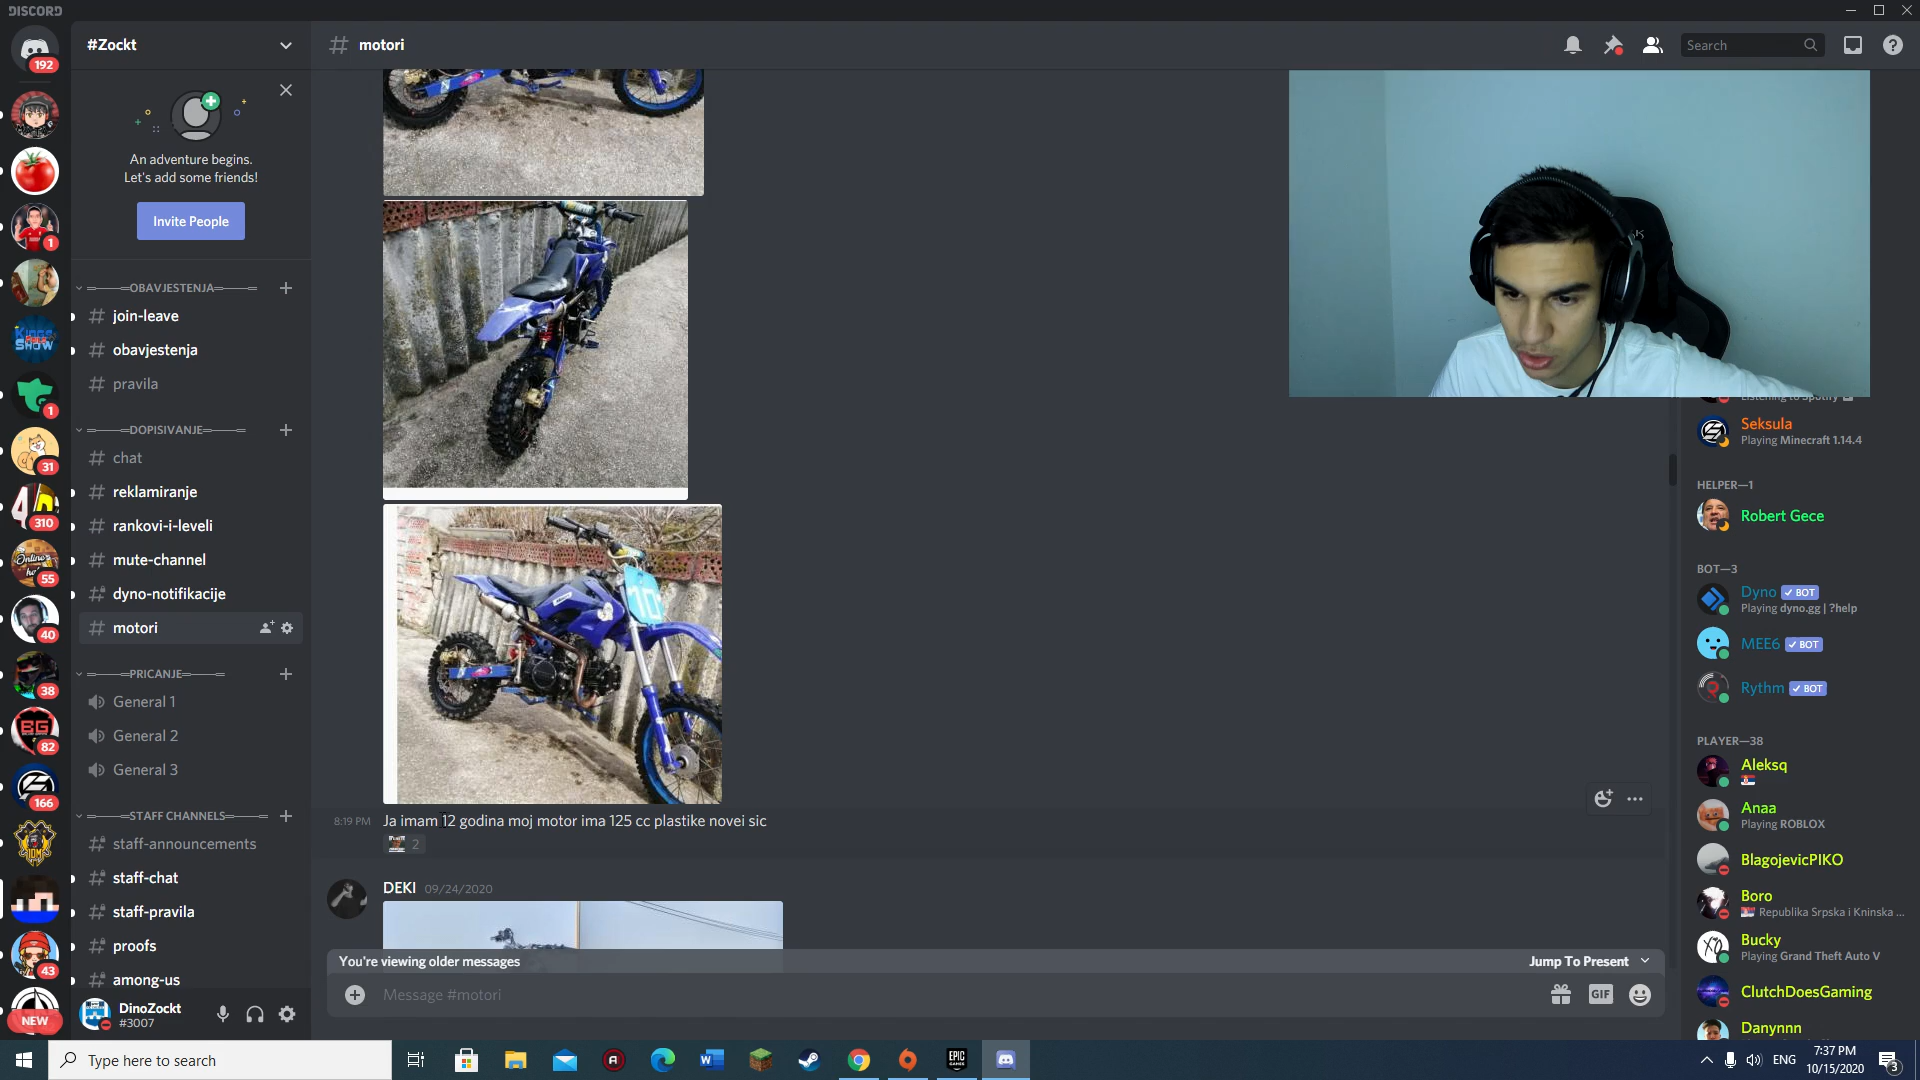 DISCORD
192
#Zockt
An adventure begins.
Let's add some friends!
Invite People
═───═OBAVJESTENJA═───═
join-leave
obavjestenja
pravila
═───═DOPISIVANJE═───═
chat
reklamiranje
rankovi-i-leveli
mute-channel
dyno-notifikacije
motori
═───═PRICANJE═───═
General 1
General 2
General 3
═───═STAFF CHANNELS═───═
staff-announcements
staff-chat
staff-pravila
proofs
among-us
1
1
31
310
55
40
38
82
166
43
NEW
DinoZockt
#3007
motori
Search
8:19 PM
Ja imam 12 godina moj motor ima 125 cc plastike novei sic
2
DEKI 09/24/2020
You're viewing older messages
Jump To Present
Message #motori
GIF
Seksula
Playing Minecraft 1.14.4
HELPER—1
Robert Gece
BOT—3
Dyno ✓ BOT
Playing dyno.gg | ?help
MEE6 ✓ BOT
Rythm ✓ BOT
PLAYER—38
Aleksq
Anaa
Playing ROBLOX
BlagojevicPIKO
Boro
Republika Srpska i Kninska ...
Bucky
Playing Grand Theft Auto V
ClutchDoesGaming
Danynnn
Type here to search
EPIC
GAMES
ENG
7:37 PM
10/15/2020
3